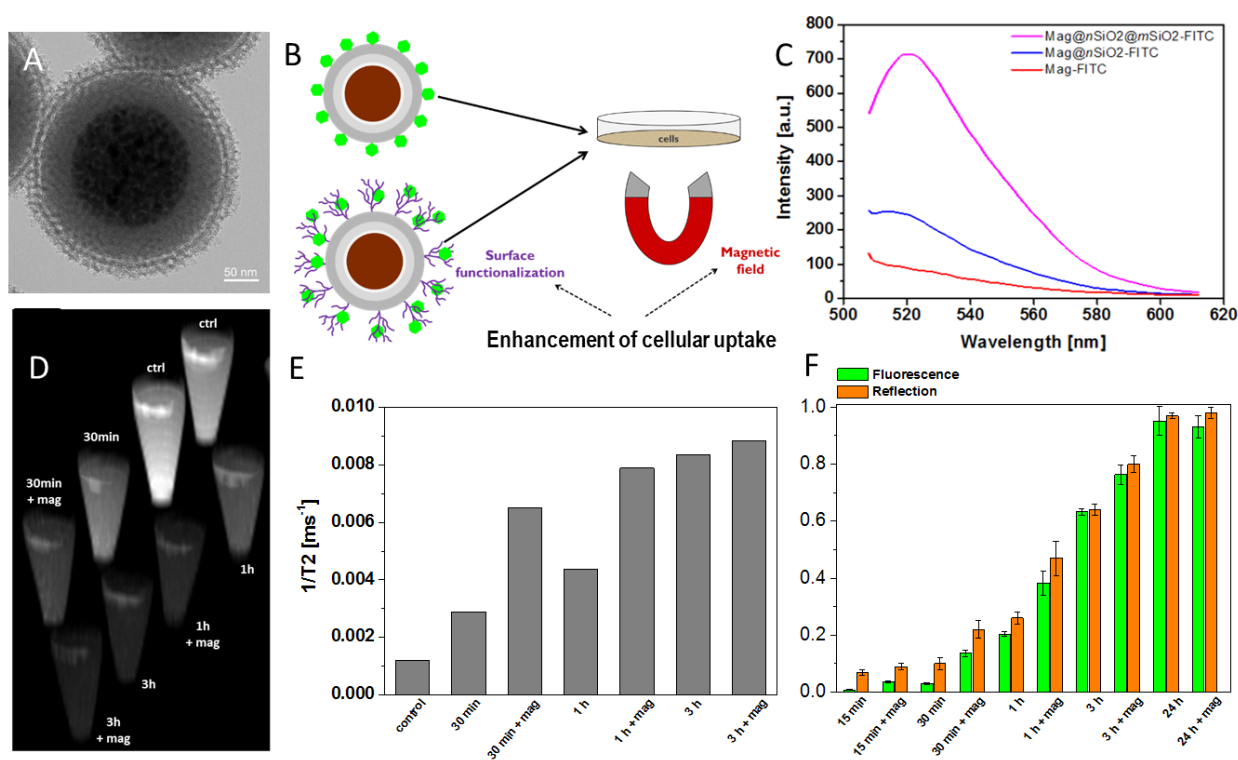 A
50 nm
B
cells
Surface
functionalization
Magnetic
field
Enhancement of cellular uptake
C
800
700
600
500
400
300
200
100
0
Intensity [a.u.]
Mag@nSiO2@mSiO2-FITC
Mag@nSiO2-FITC
Mag-FITC
500 520 540 560 580 600 620
Wavelength [nm]
D
ctrl
ctrl
30min
30min
+ mag
1h
1h
+ mag
3h
3h
+ mag
E
0.010
0.008
0.006
0.004
0.002
0.000
1/T2 [ms-1]
control
30 min
30 min + mag
1 h
1 h + mag
3 h
3 h + mag
F
Fluorescence
Reflection
1.0
0.8
0.6
0.4
0.2
0.0
15 min
15 min + mag
30 min
30 min + mag
1 h
1 h + mag
3 h
3 h + mag
24 h
24 h + mag